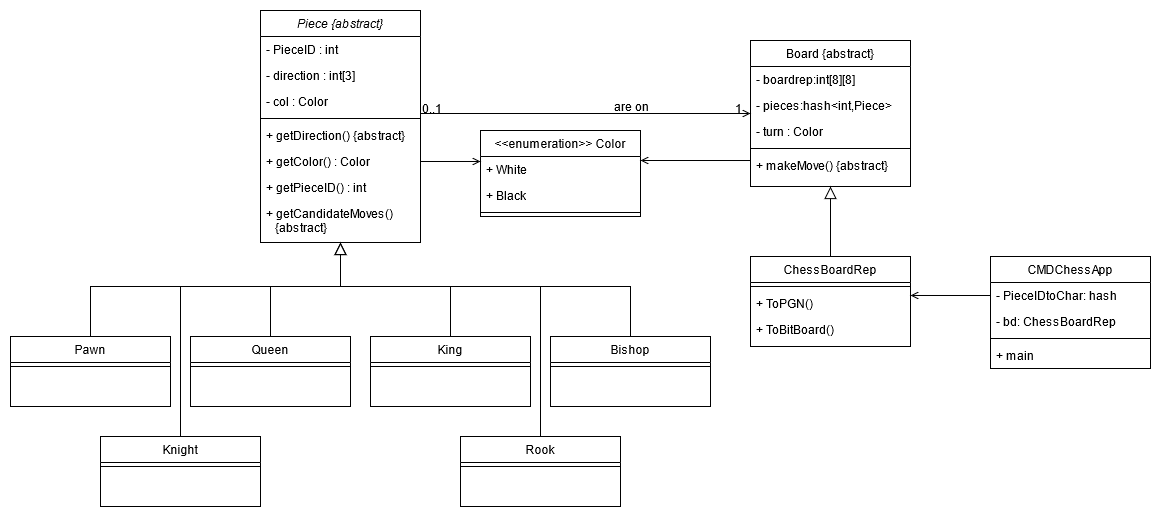 Piece {abstract}
- PieceID : int
- direction : int[3]
- col : Color
+ getDirection() {abstract}
+ getColor() : Color
+ getPieceID() : int
+ getCandidateMoves()
{abstract}
0..1
are on
1
<<enumeration>> Color
+ White
+ Black
Board {abstract}
- boardrep:int[8][8]
- pieces:hash<int,Piece>
- turn : Color
+ makeMove() {abstract}
ChessBoardRep
+ ToPGN()
+ ToBitBoard()
CMDChessApp
- PieceIDtoChar: hash
- bd: ChessBoardRep
+ main
Pawn
Queen
King
Bishop
Knight
Rook